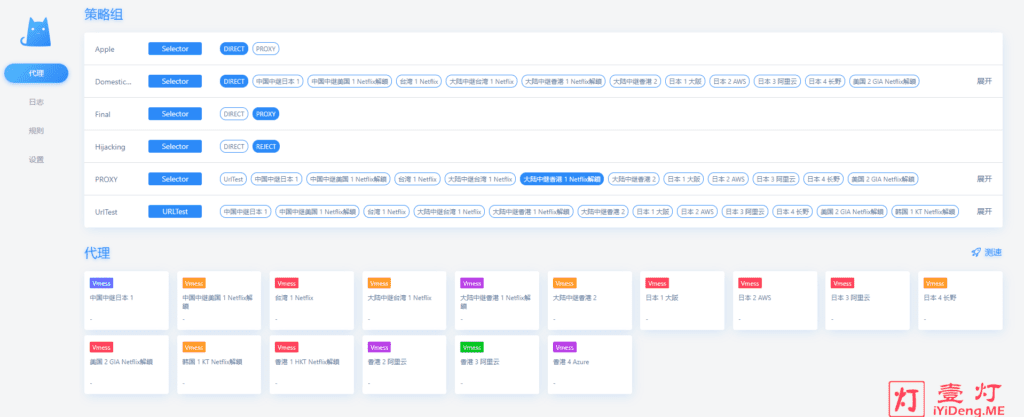 策略组
代理
日志
规则
设置
Apple Selector DIRECT PROXY
Domestic... Selector DIRECT 中国中继日本 1 中国中继美国 1 Netflix解鎖 台湾 1 Netflix 大陆中继台湾 1 Netflix 大陆中继香港 1 Netflix解鎖 大陆中继香港 2 日本 1 大阪 日本 2 AWS 日本 3 阿里云 日本 4 长野 美国 2 GIA Netflix解鎖 展开
Final Selector DIRECT PROXY
Hijacking Selector DIRECT REJECT
PROXY Selector UrlTest 中国中继日本 1 中国中继美国 1 Netflix解鎖 台湾 1 Netflix 大陆中继台湾 1 Netflix 大陆中继香港 1 Netflix解鎖 大陆中继香港 2 日本 1 大阪 日本 2 AWS 日本 3 阿里云 日本 4 长野 美国 2 GIA Netflix解鎖 展开
UrlTest URLTest 中国中继日本 1 中国中继美国 1 Netflix解鎖 台湾 1 Netflix 大陆中继台湾 1 Netflix 大陆中继香港 1 Netflix解鎖 大陆中继香港 2 日本 1 大阪 日本 2 AWS 日本 3 阿里云 日本 4 长野 美国 2 GIA Netflix解鎖 韩国 1 KT Netflix解鎖 展开
代理 测速
Vmess Vmess Vmess Vmess Vmess Vmess Vmess Vmess Vmess Vmess
中国中继日本 1 中国中继美国 1 Netflix解鎖 台湾 1 Netflix 大陆中继台湾 1 Netflix 大陆中继香港 1 Netflix解鎖 大陆中继香港 2 日本 1 大阪 日本 2 AWS 日本 3 阿里云 日本 4 长野
- - - - - - - - - -
Vmess Vmess Vmess Vmess Vmess Vmess
美国 2 GIA Netflix解鎖 韩国 1 KT Netflix解鎖 香港 1 HKT Netflix解鎖 香港 2 阿里云 香港 3 阿里云 香港 4 Azure
- - - - - -
灯 壹灯
iYiDeng.ME